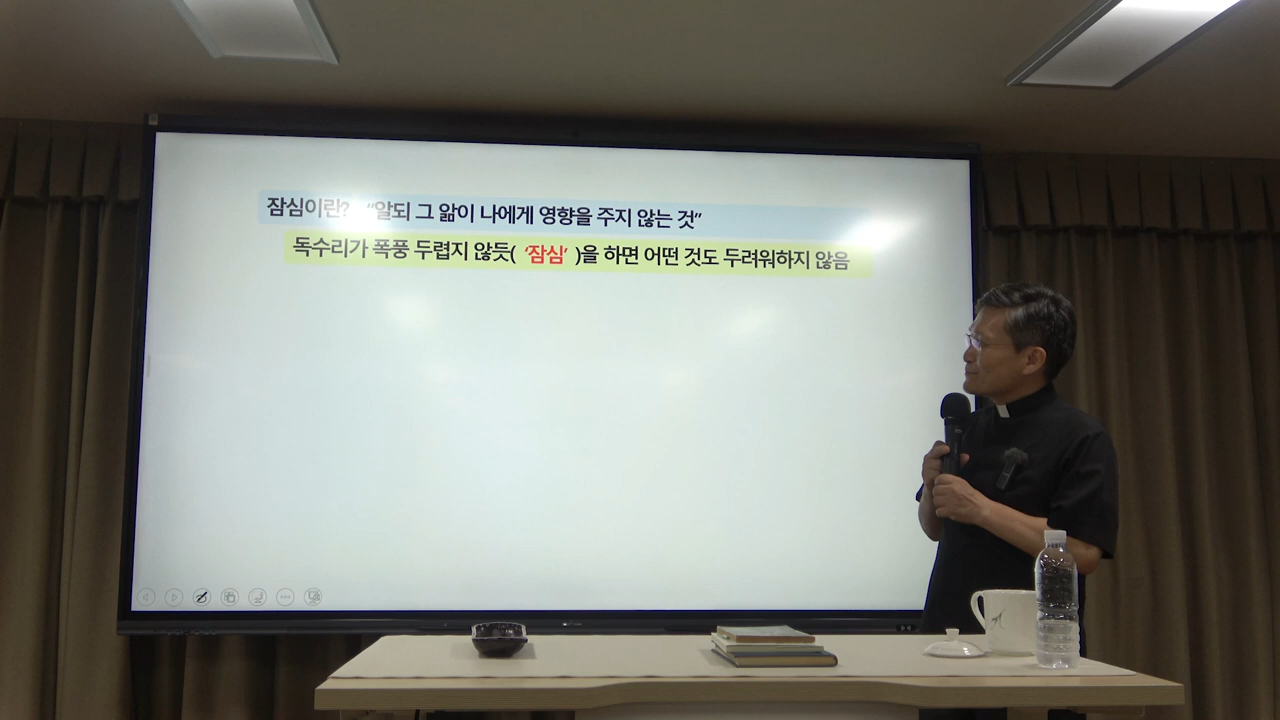 잠심이란? “알되 그 앎이 나에게 영향을 주지 않는 것”
독수리가 폭풍 두렵지 않듯( ‘잠심’ )을 하면 어떤 것도 두려워하지 않음